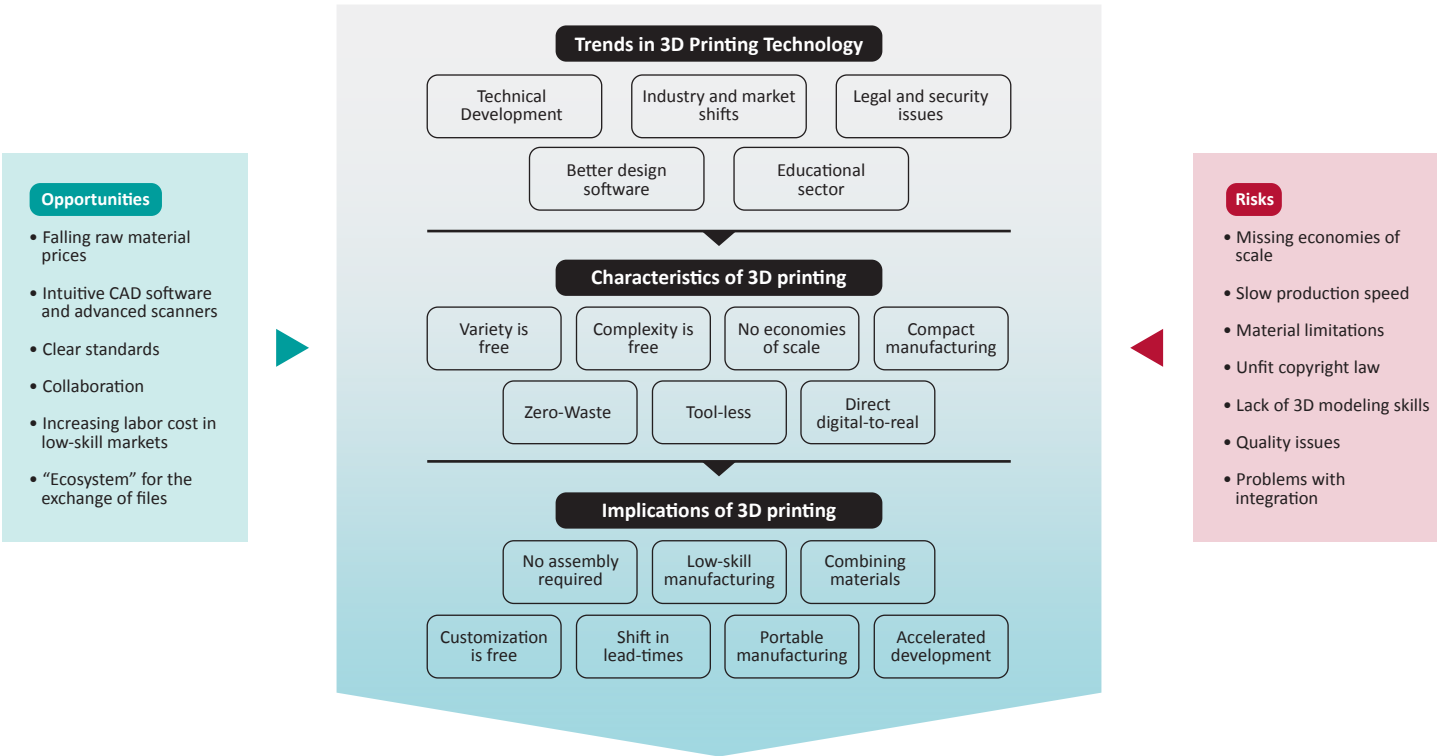 Trends in 3D Printing Technology
Technical
Development
Industry and market
shifts
Legal and security
issues
Better design
software
Educational
sector
Opportunities
• Falling raw material
prices
• Intuitive CAD software
and advanced scanners
• Clear standards
• Collaboration
• Increasing labor cost in
low-skill markets
• “Ecosystem” for the
exchange of files
Characteristics of 3D printing
Variety is
free
Complexity is
free
No economies
of scale
Compact
manufacturing
Zero-Waste
Tool-less
Direct
digital-to-real
Implications of 3D printing
No assembly
required
Low-skill
manufacturing
Combining
materials
Customization
is free
Shift in
lead-times
Portable
manufacturing
Accelerated
development
Risks
• Missing economies of
scale
• Slow production speed
• Material limitations
• Unfit copyright law
• Lack of 3D modeling skills
• Quality issues
• Problems with
integration